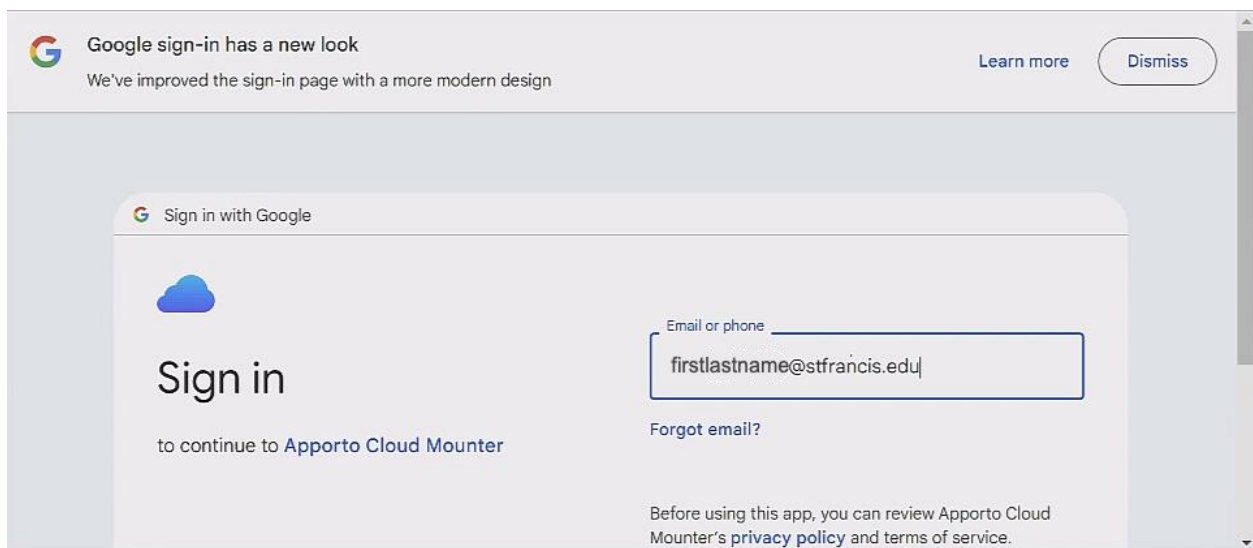 Google sign-in has a new look
We've improved the sign-in page with a more modern design
Learn more
Dismiss
Sign in with Google
Sign in
to continue to Apporto Cloud Mounter
Email or phone
firstlastname@stfrancis.edu
Forgot email?
Before using this app, you can review Apporto Cloud
Mounter's privacy policy and terms of service.